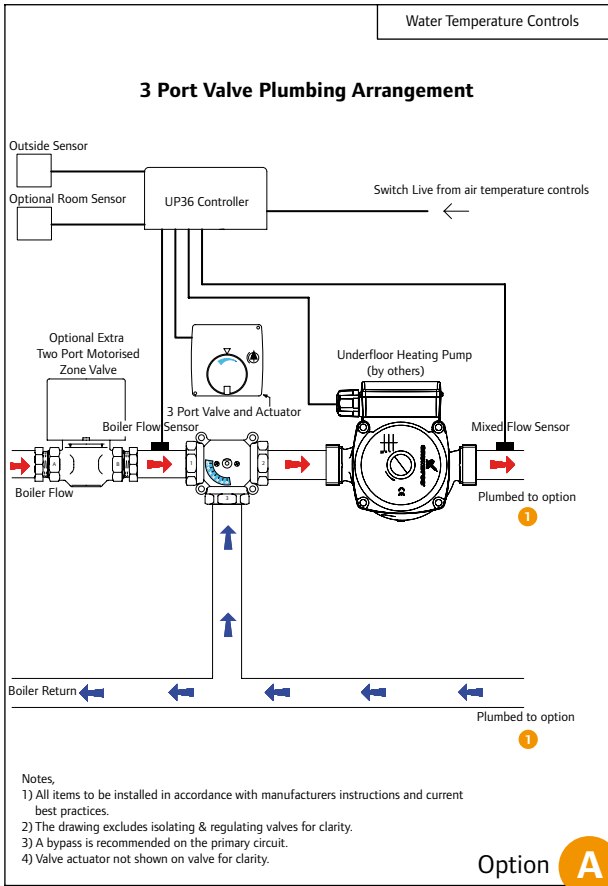 Water Temperature Controls
3 Port Valve Plumbing Arrangement
Outside Sensor
Optional Room Sensor
UP36 Controller
Switch Live from air temperature controls
Optional Extra
Two Port Motorised
Zone Valve
3 Port Valve and Actuator
Underfloor Heating Pump
(by others)
Boiler Flow
Sensor
Mixed Flow Sensor
A
B
1
2
3
Boiler Flow
Plumbed to option
1
Boiler Return
Plumbed to option
1
Notes,
1) All items to be installed in accordance with manufacturers instructions and current
best practices.
2) The drawing excludes isolating & regulating valves for clarity.
3) A bypass is recommended on the primary circuit.
4) Valve actuator not shown on valve for clarity.
Option A